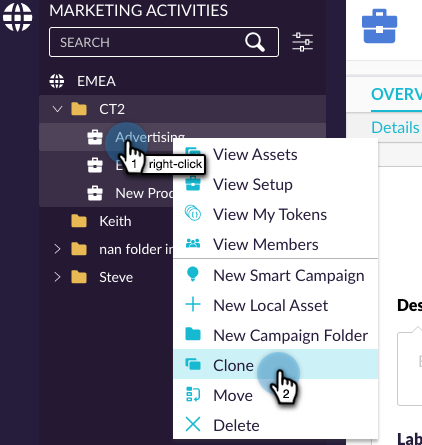 MARKETING ACTIVITIES
SEARCH
EMEA
CT2
Advertising
1 right-click
E
New Proc
Keith
nan folder in
Steve
View Assets
View Setup
View My Tokens
View Members
New Smart Campaign
New Local Asset
New Campaign Folder
Clone
2
Move
Delete
OVERV
Details
Des
E
Lab